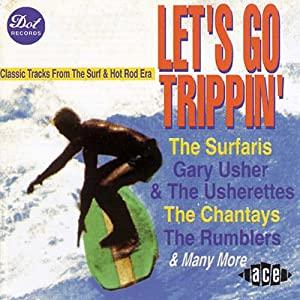 Dot
RECORDS
LET'S GO
TRIPPIN'
Classic Tracks From The Surf & Hot Rod Era
The Surfaris
Gary Usher
& The Usherettes
The Chantays
The Rumblers
& Many More
ace